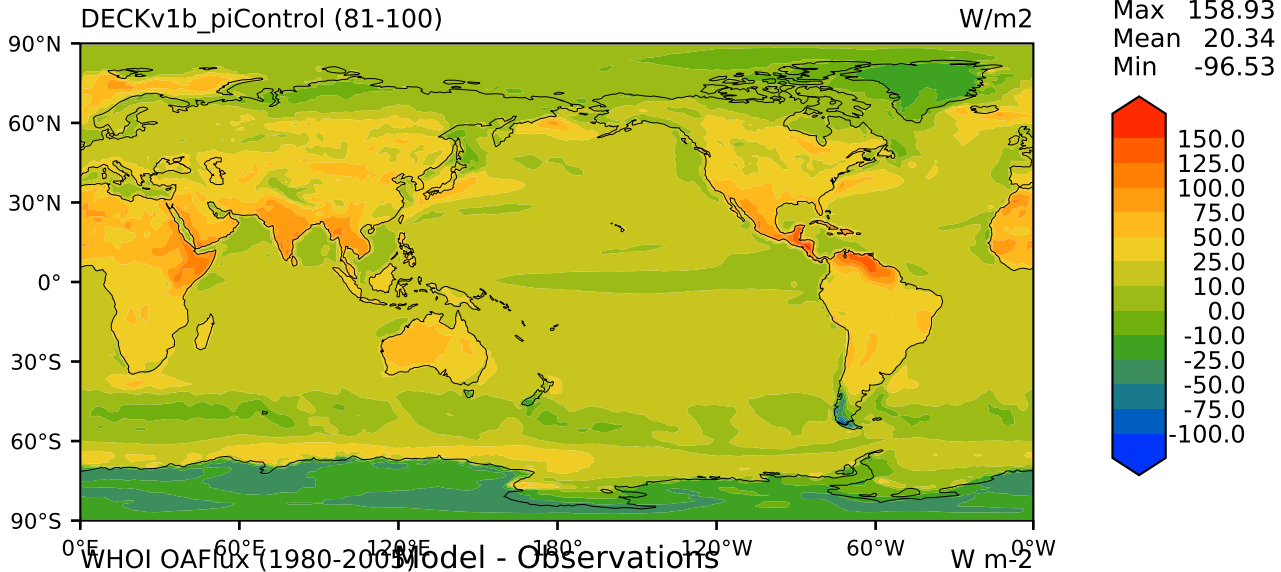 DECKv1b_piControl (81-100) W/m2
Max 158.93
Mean 20.34
Min -96.53
90°N
60°N
30°N
0°
30°S
60°S
90°S
150.0
125.0
100.0
75.0
50.0
25.0
10.0
0.0
-10.0
-25.0
-50.0
-75.0
-100.0
0°E 60°E 120°E 180° 120°W 60°W 0°W
WHOI OAFlux (1980-2005) Model - Observations W m-2